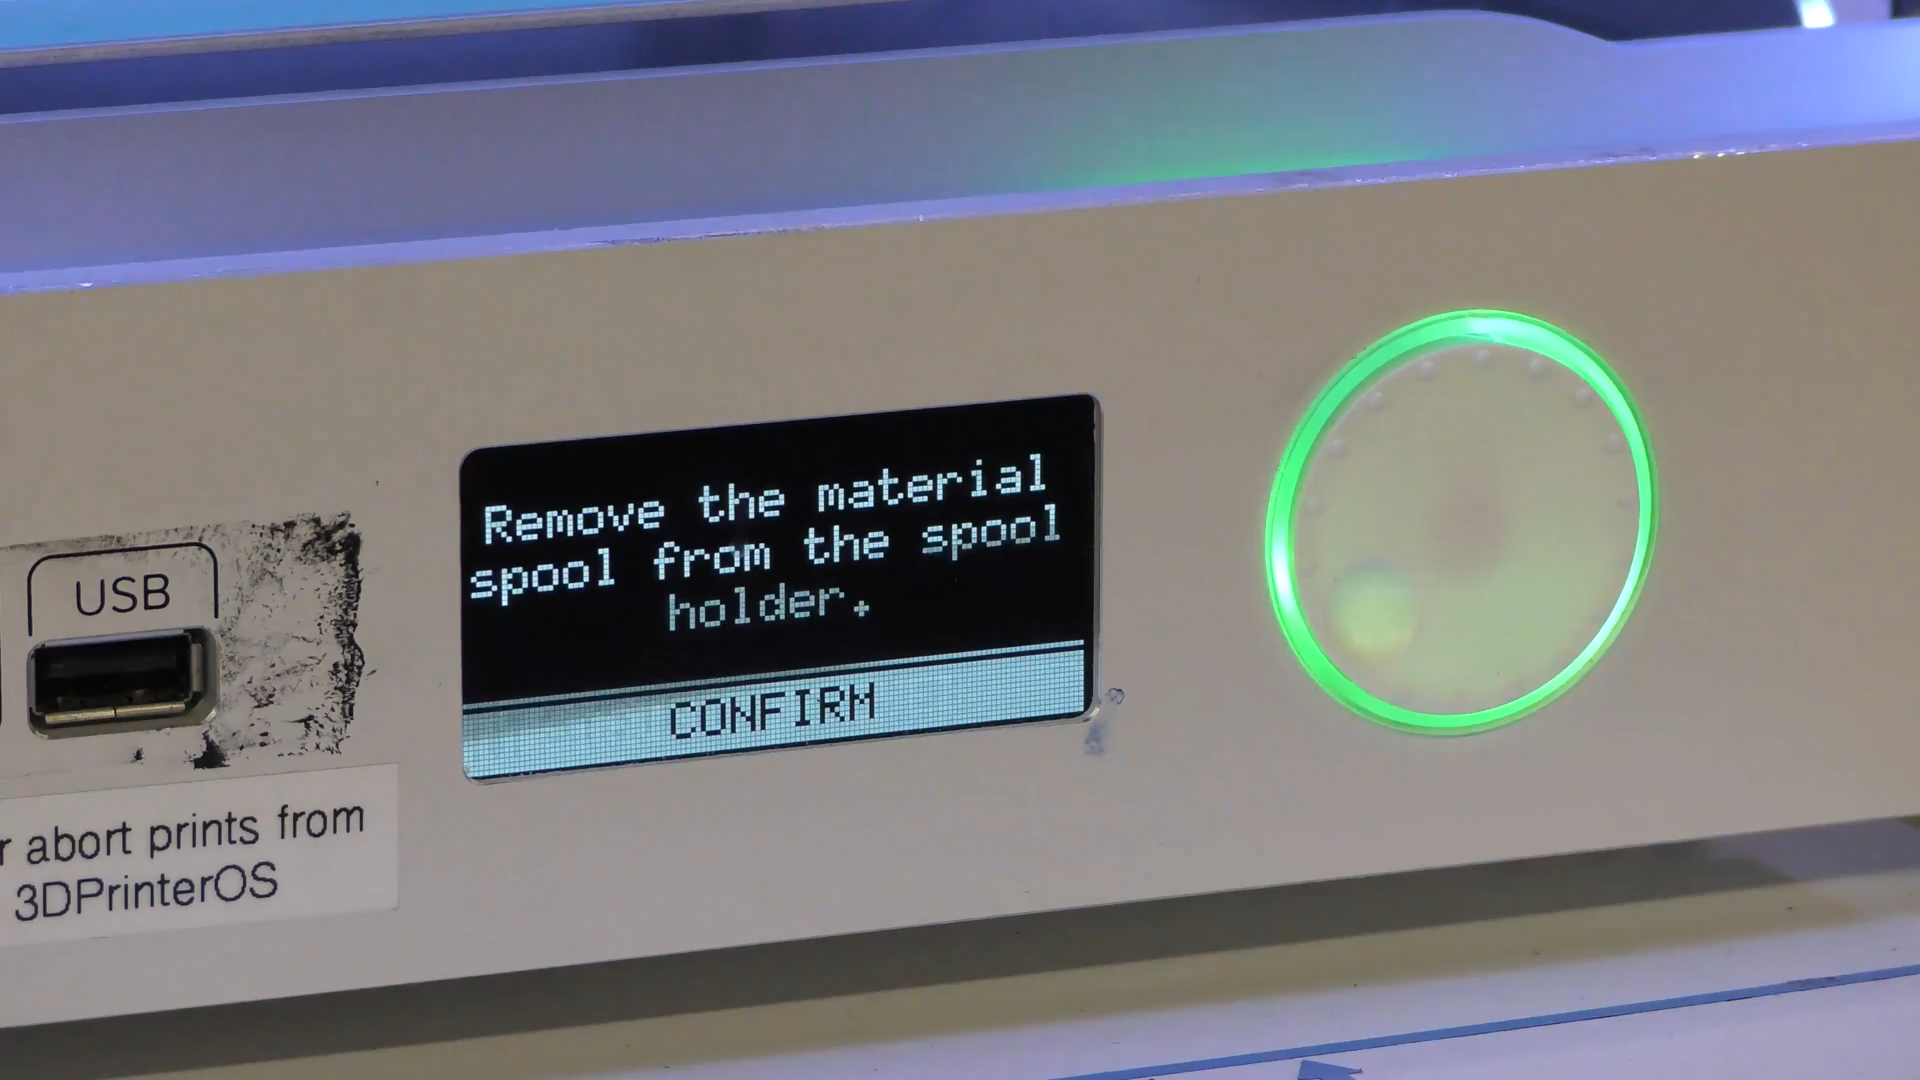 Remove the material
spool from the spool
holder.
CONFIRM
USB
abort prints from
3DPrinterOS